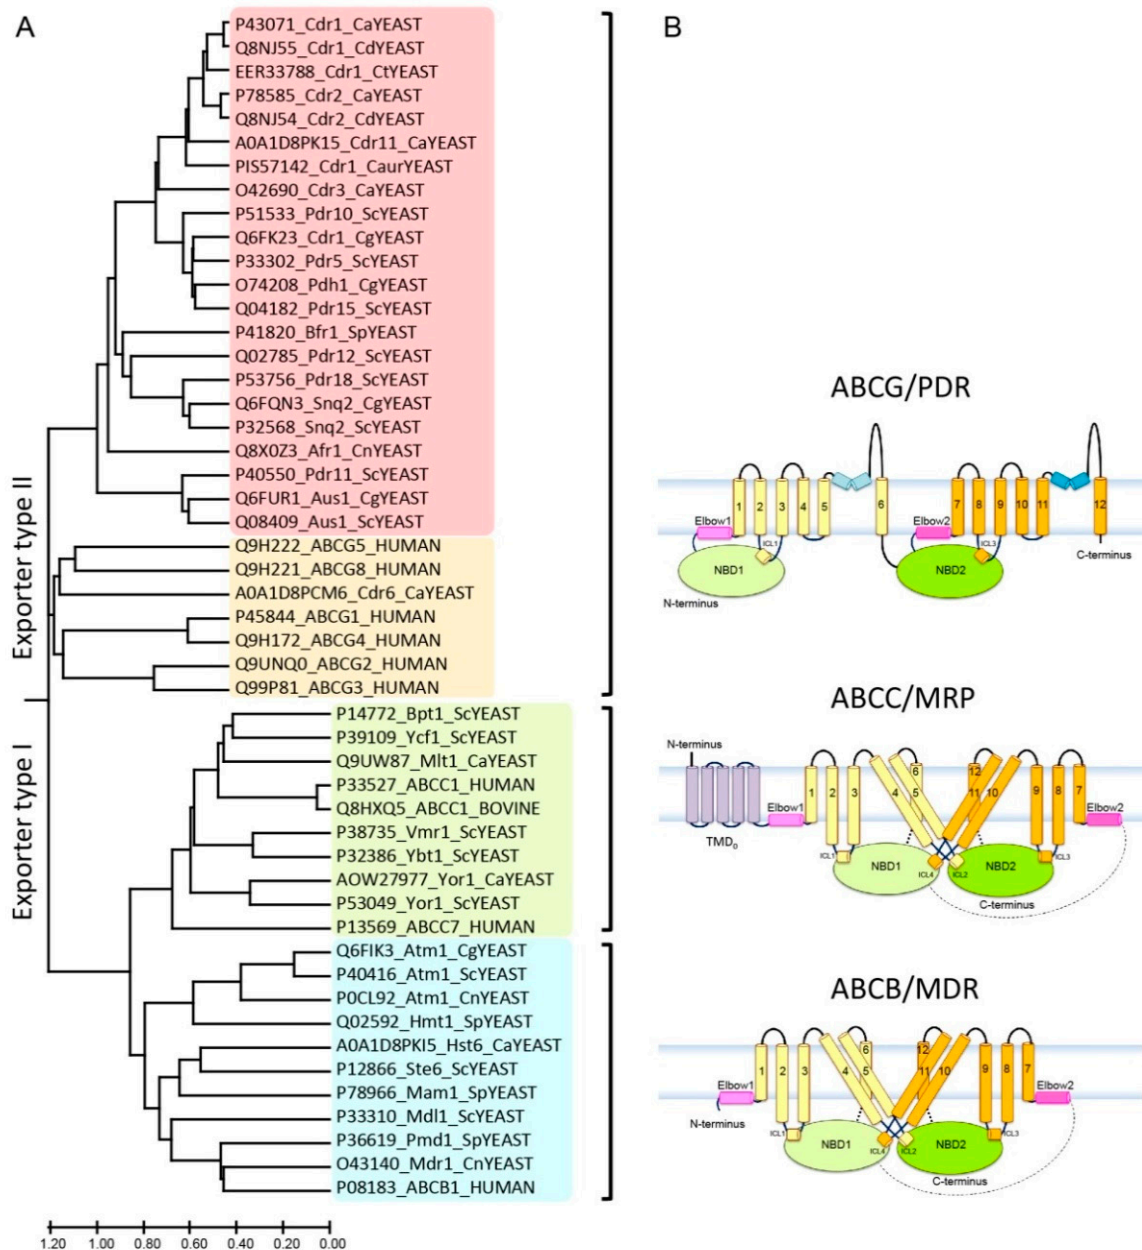 A
P43071_Cdr1_CaYEAST
Q8NJ55_Cdr1_CdYEAST
EER33788_Cdr1_CtYEAST
P78585_Cdr2_CaYEAST
Q8NJ54_Cdr2_CdYEAST
A0A1D8PK15_Cdr11_CaYEAST
PIS57142_Cdr1_CaurYEAST
O42690_Cdr3_CaYEAST
P51533_Pdr10_ScYEAST
Q6FK23_Cdr1_CgYEAST
P33302_Pdr5_ScYEAST
O74208_Pdh1_CgYEAST
Q04182_Pdr15_ScYEAST
P41820_Bfr1_SpYEAST
Q02785_Pdr12_ScYEAST
P53756_Pdr18_ScYEAST
Q6FQN3_Snq2_CgYEAST
P32568_Snq2_ScYEAST
Q8X0Z3_Afr1_CnYEAST
P40550_Pdr11_ScYEAST
Q6FUR1_Aus1_CgYEAST
Q08409_Aus1_ScYEAST
Q9H222_ABCG5_HUMAN
Q9H221_ABCG8_HUMAN
A0A1D8PCM6_Cdr6_CaYEAST
P45844_ABCG1_HUMAN
Q9H172_ABCG4_HUMAN
Q9UNQ0_ABCG2_HUMAN
Q99P81_ABCG3_HUMAN
P14772_Bpt1_ScYEAST
P39109_Ycf1_ScYEAST
Q9UW87_Mlt1_CaYEAST
P33527_ABCC1_HUMAN
Q8HXQ5_ABCC1_BOVINE
P38735_Vmr1_ScYEAST
P32386_Ybt1_ScYEAST
AOW27977_Yor1_CaYEAST
P53049_Yor1_ScYEAST
P13569_ABCC7_HUMAN
Q6FIK3_Atm1_CgYEAST
P40416_Atm1_ScYEAST
P0CL92_Atm1_CnYEAST
Q02592_Hmt1_SpYEAST
A0A1D8PKI5_Hst6_CaYEAST
P12866_Ste6_ScYEAST
P78966_Mam1_SpYEAST
P33310_Mdl1_ScYEAST
P36619_Pmd1_SpYEAST
O43140_Mdr1_CnYEAST
P08183_ABCB1_HUMAN
Exporter type II
Exporter type I
1.20 1.00 0.80 0.60 0.40 0.20 0.00
B
ABCG/PDR
1 2 3 4 5 6 7 8 9 10 11 12
Elbow1 Elbow2
ICL1 ICL3
C-terminus
NBD1 NBD2
N-terminus
ABCC/MRP
N-terminus
6 12
1 2 3 4 5 11 10 9 8 7
Elbow1 Elbow2
TMD0
ICL1 NBD1 ICL4 ICL2 NBD2 ICL3
C-terminus
ABCB/MDR
6 12
1 2 3 4 5 11 10 9 8 7
Elbow1 Elbow2
N-terminus
ICL1 NBD1 ICL4 ICL2 NBD2 ICL3
C-terminus